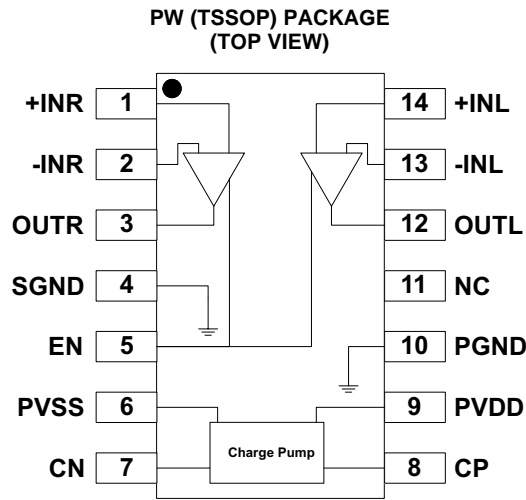 PW (TSSOP) PACKAGE
(TOP VIEW)
+INR 1 14 +INL
-INR 2 13 -INL
OUTR 3 12 OUTL
SGND 4 11 NC
EN 5 10 PGND
PVSS 6 9 PVDD
Charge Pump
CN 7 8 CP